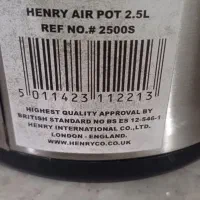 HENRY AIR POT 2.5L
REF NO.# 2500S
5 011423 112213
HIGHEST QUALITY APPROVAL BY
BRITISH STANDARD NO BS ES 12-546-1
HENRY INTERNATIONAL CO., LTD.
LONDON - ENGLAND.
WWW.HENRYCO.CO.UK